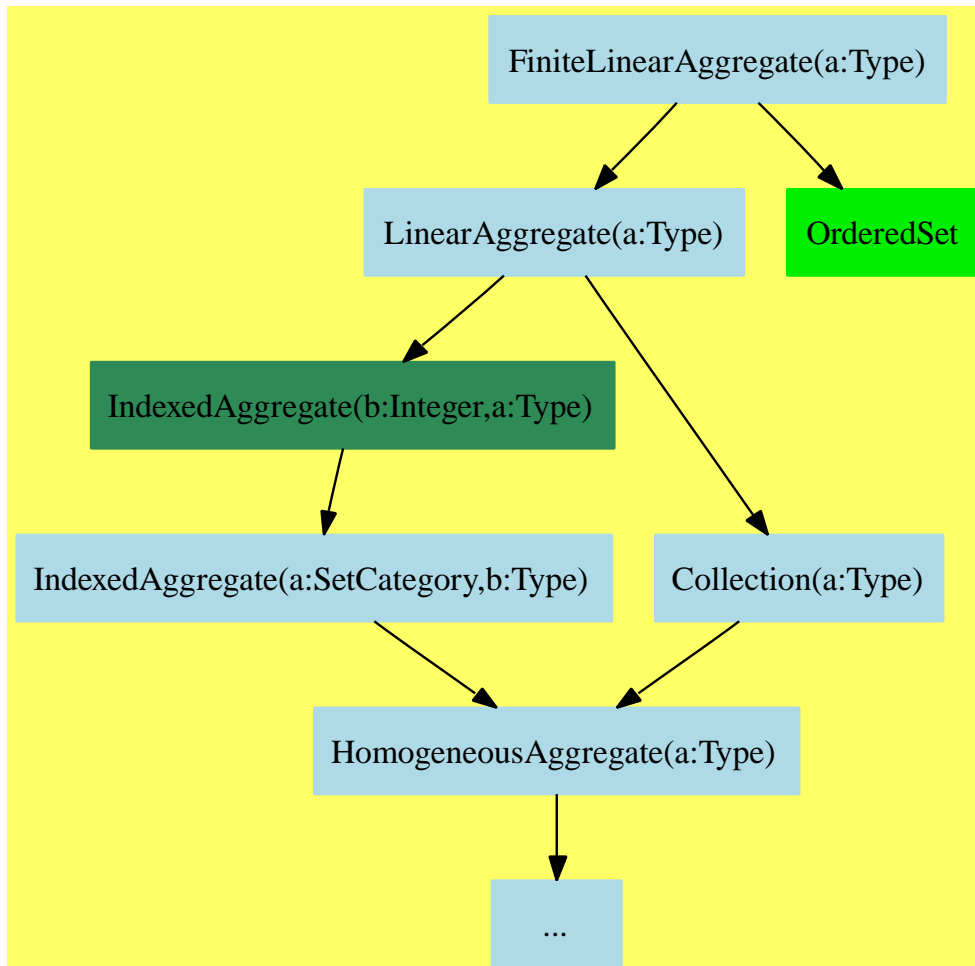 FiniteLinearAggregate(a:Type)
LinearAggregate(a:Type)
OrderedSet
IndexedAggregate(b:Integer,a:Type)
IndexedAggregate(a:SetCategory,b:Type)
Collection(a:Type)
HomogeneousAggregate(a:Type)
...